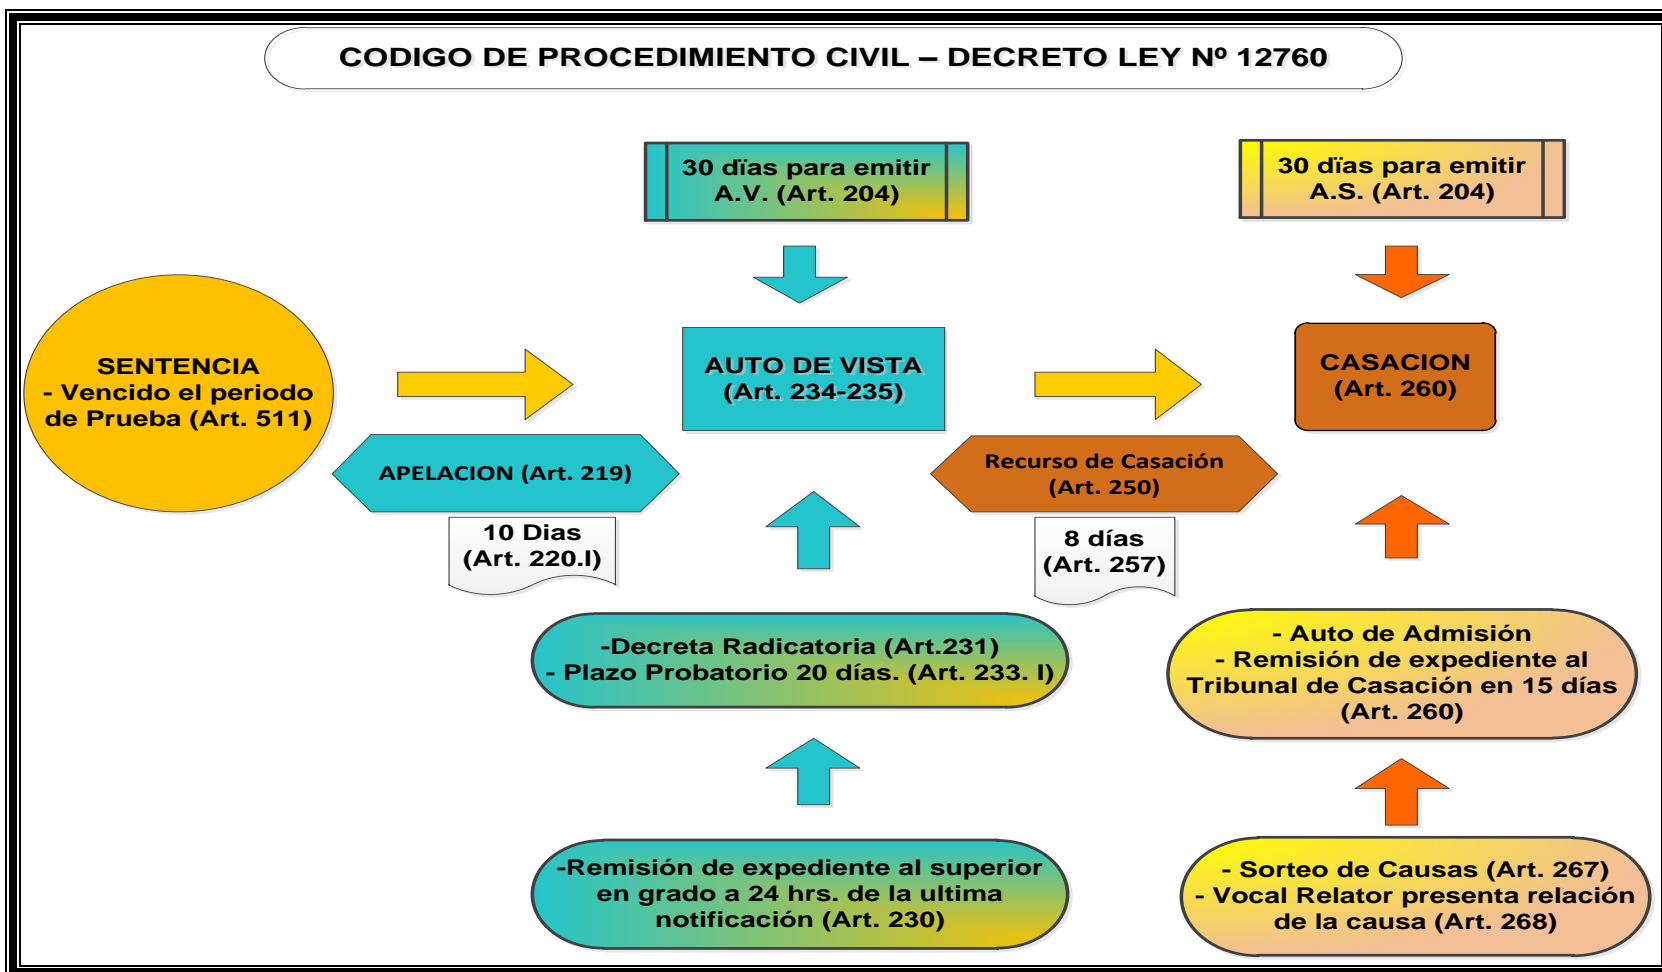 CODIGO DE PROCEDIMIENTO CIVIL – DECRETO LEY Nº 12760
30 dïas para emitir
A.V. (Art. 204)
30 dïas para emitir
A.S. (Art. 204)
SENTENCIA
- Vencido el periodo
de Prueba (Art. 511)
AUTO DE VISTA
(Art. 234-235)
CASACION
(Art. 260)
APELACION (Art. 219)
10 Dias
(Art. 220.I)
Recurso de Casación
(Art. 250)
8 días
(Art. 257)
-Decreta Radicatoria (Art.231)
- Plazo Probatorio 20 días. (Art. 233. I)
- Auto de Admisión
- Remisión de expediente al
Tribunal de Casación en 15 días
(Art. 260)
-Remisión de expediente al superior
en grado a 24 hrs. de la ultima
notificación (Art. 230)
- Sorteo de Causas (Art. 267)
- Vocal Relator presenta relación
de la causa (Art. 268)